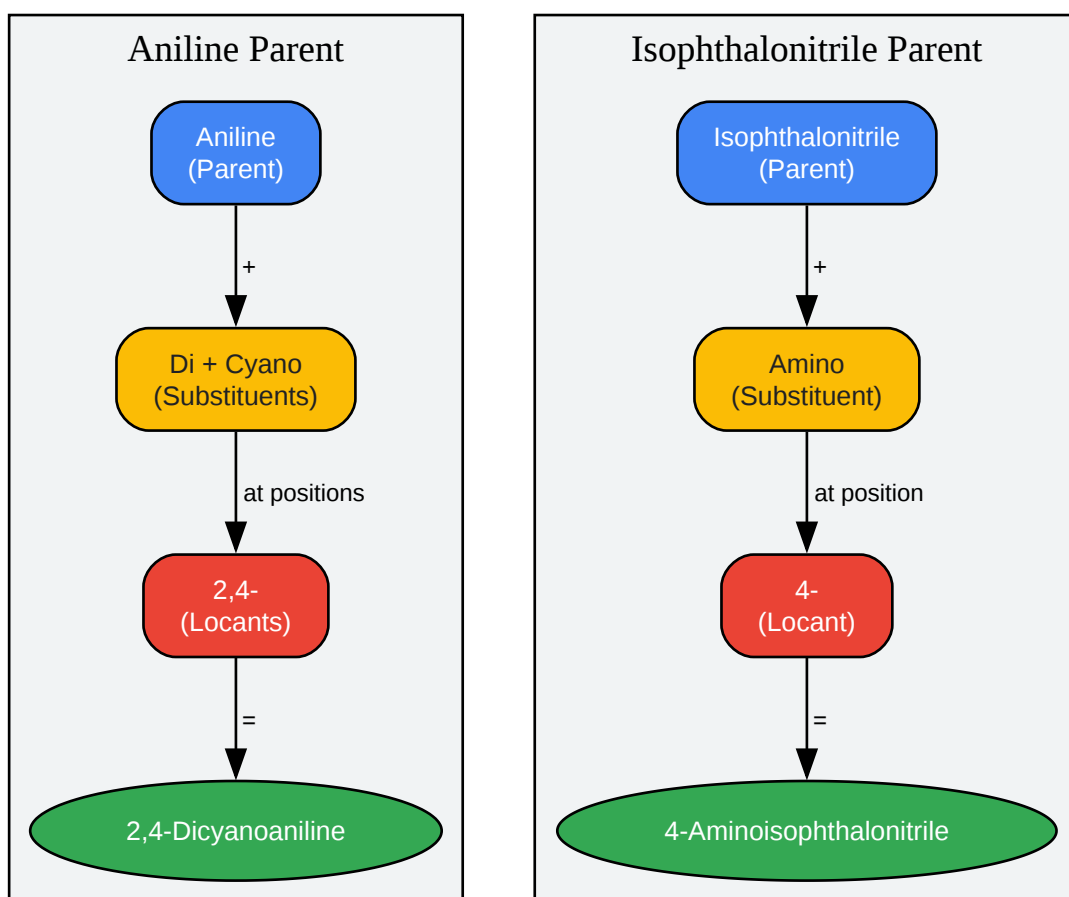 Aniline Parent
Aniline
(Parent)
+
Di + Cyano
(Substituents)
at positions
2,4-
(Locants)
=
2,4-Dicyanoaniline
Isophthalonitrile Parent
Isophthalonitrile
(Parent)
+
Amino
(Substituent)
at position
4-
(Locant)
=
4-Aminoisophthalonitrile